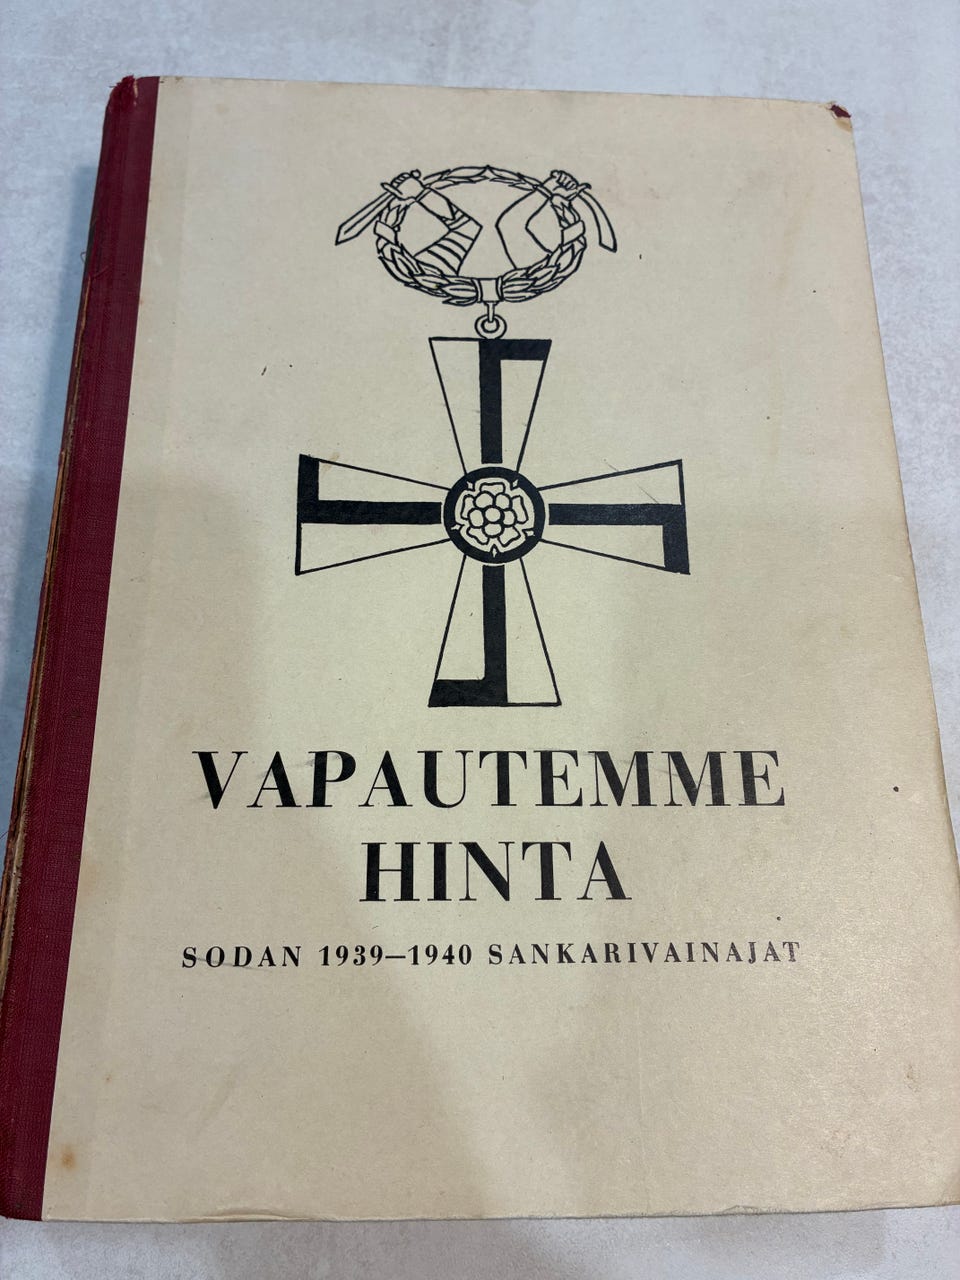 VAPAUTEMME
HINTA
SODAN 1939–1940 SANKARIVAINAJAT